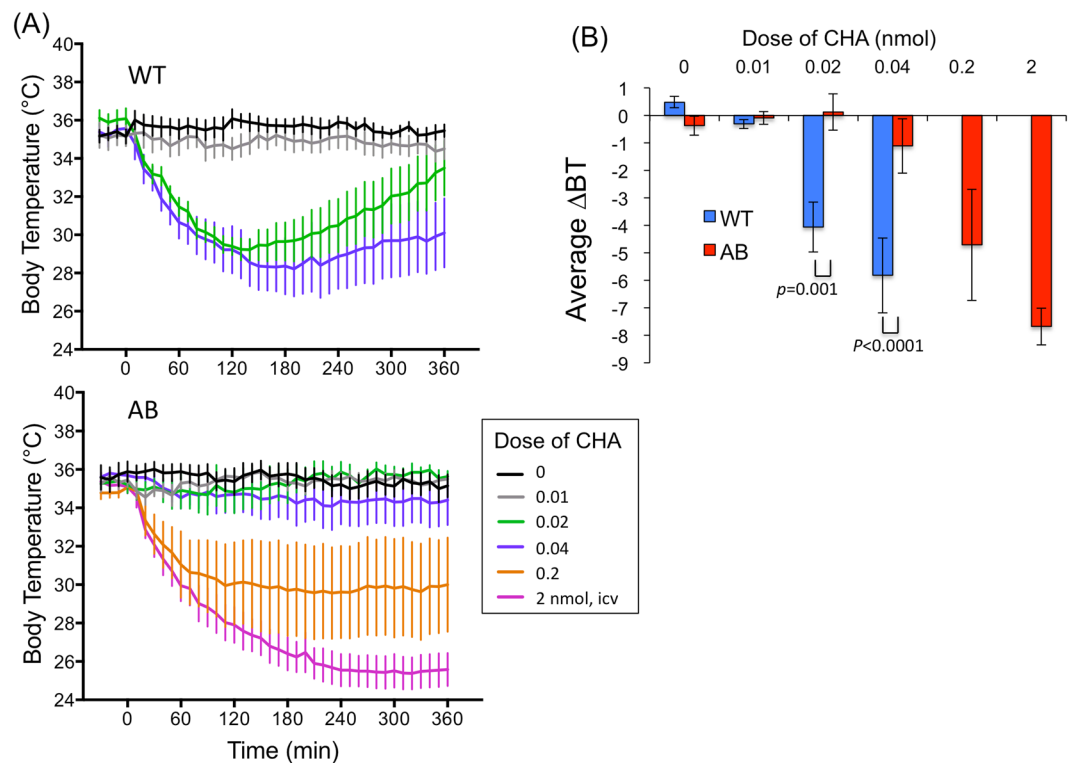 (A)
40
38
36
34
32
30
28
26
24
Body Temperature (°C)
WT
0 60 120 180 240 300 360
40
38
36
34
32
30
28
26
24
Body Temperature (°C)
AB
0 60 120 180 240 300 360
Time (min)
Dose of CHA
0
0.01
0.02
0.04
0.2
2 nmol, icv
(B)
Dose of CHA (nmol)
0 0.01 0.02 0.04 0.2 2
1
0
-1
-2
-3
-4
-5
-6
-7
-8
-9
Average ΔBT
WT
AB
p=0.001
P<0.0001